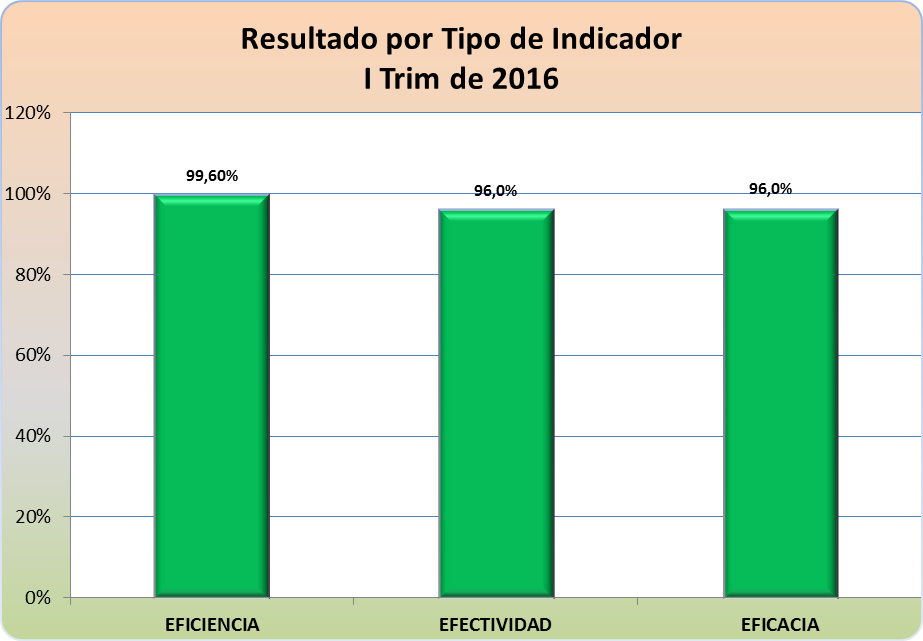 Resultado por Tipo de Indicador
I Trim de 2016
120%
100%
80%
60%
40%
20%
0%
99,60%
96,0%
96,0%
EFICIENCIA
EFECTIVIDAD
EFICACIA